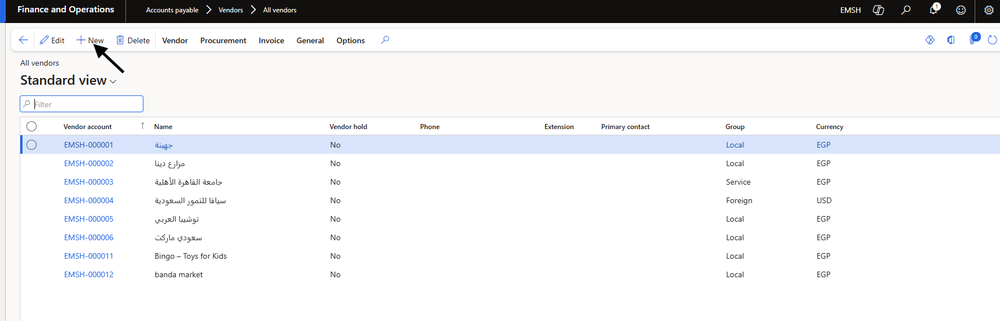 Finance and Operations Accounts payable Vendors All vendors EMSH 1
Edit New Delete Vendor Procurement Invoice General Options 0
All vendors
Standard view
Filter
Vendor account Name Vendor hold Phone Extension Primary contact Group Currency
EMSH-000001 جهينة No Local EGP
EMSH-000002 مزارع دينا No Local EGP
EMSH-000003 جامعة القاهرة الأهلية No Service EGP
EMSH-000004 سيافا للتمور السعودية No Foreign USD
EMSH-000005 توشيبا العربي No Local EGP
EMSH-000006 سعودي ماركت No Local EGP
EMSH-000011 Bingo – Toys for Kids No Local EGP
EMSH-000012 banda market No Local EGP